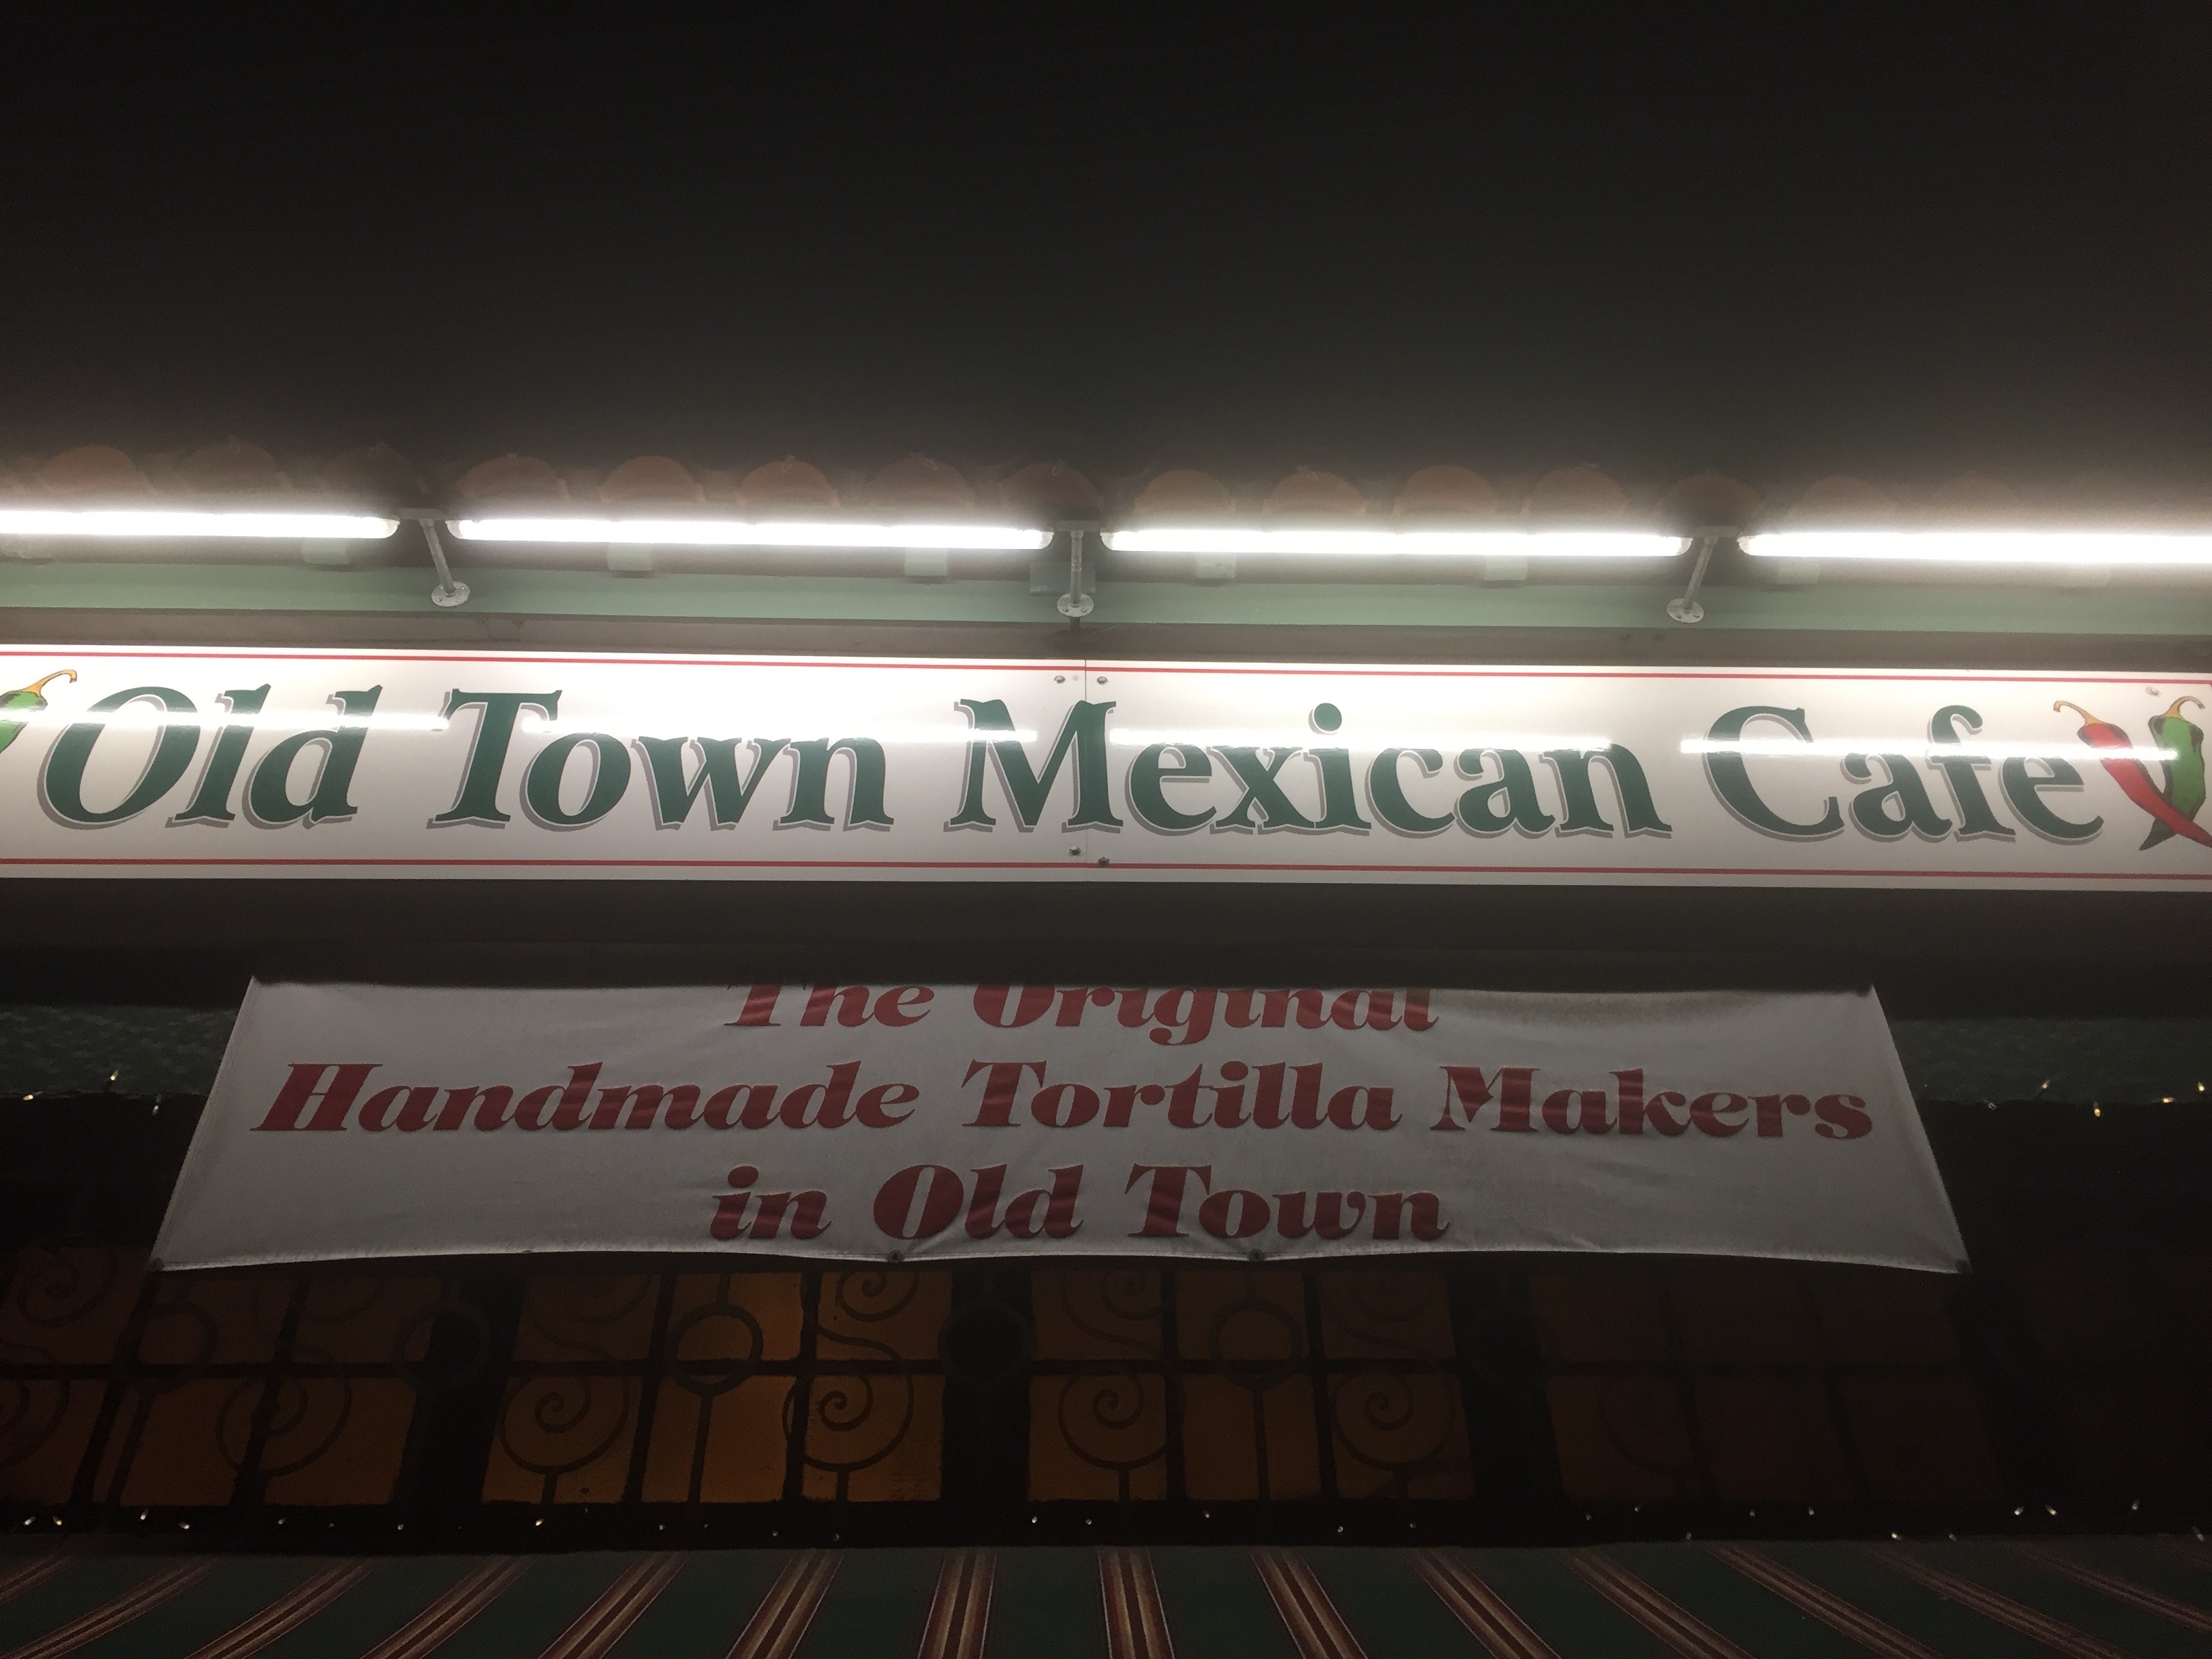 Old Town Mexican Cafe
The Original
Handmade Tortilla Makers
in Old Town